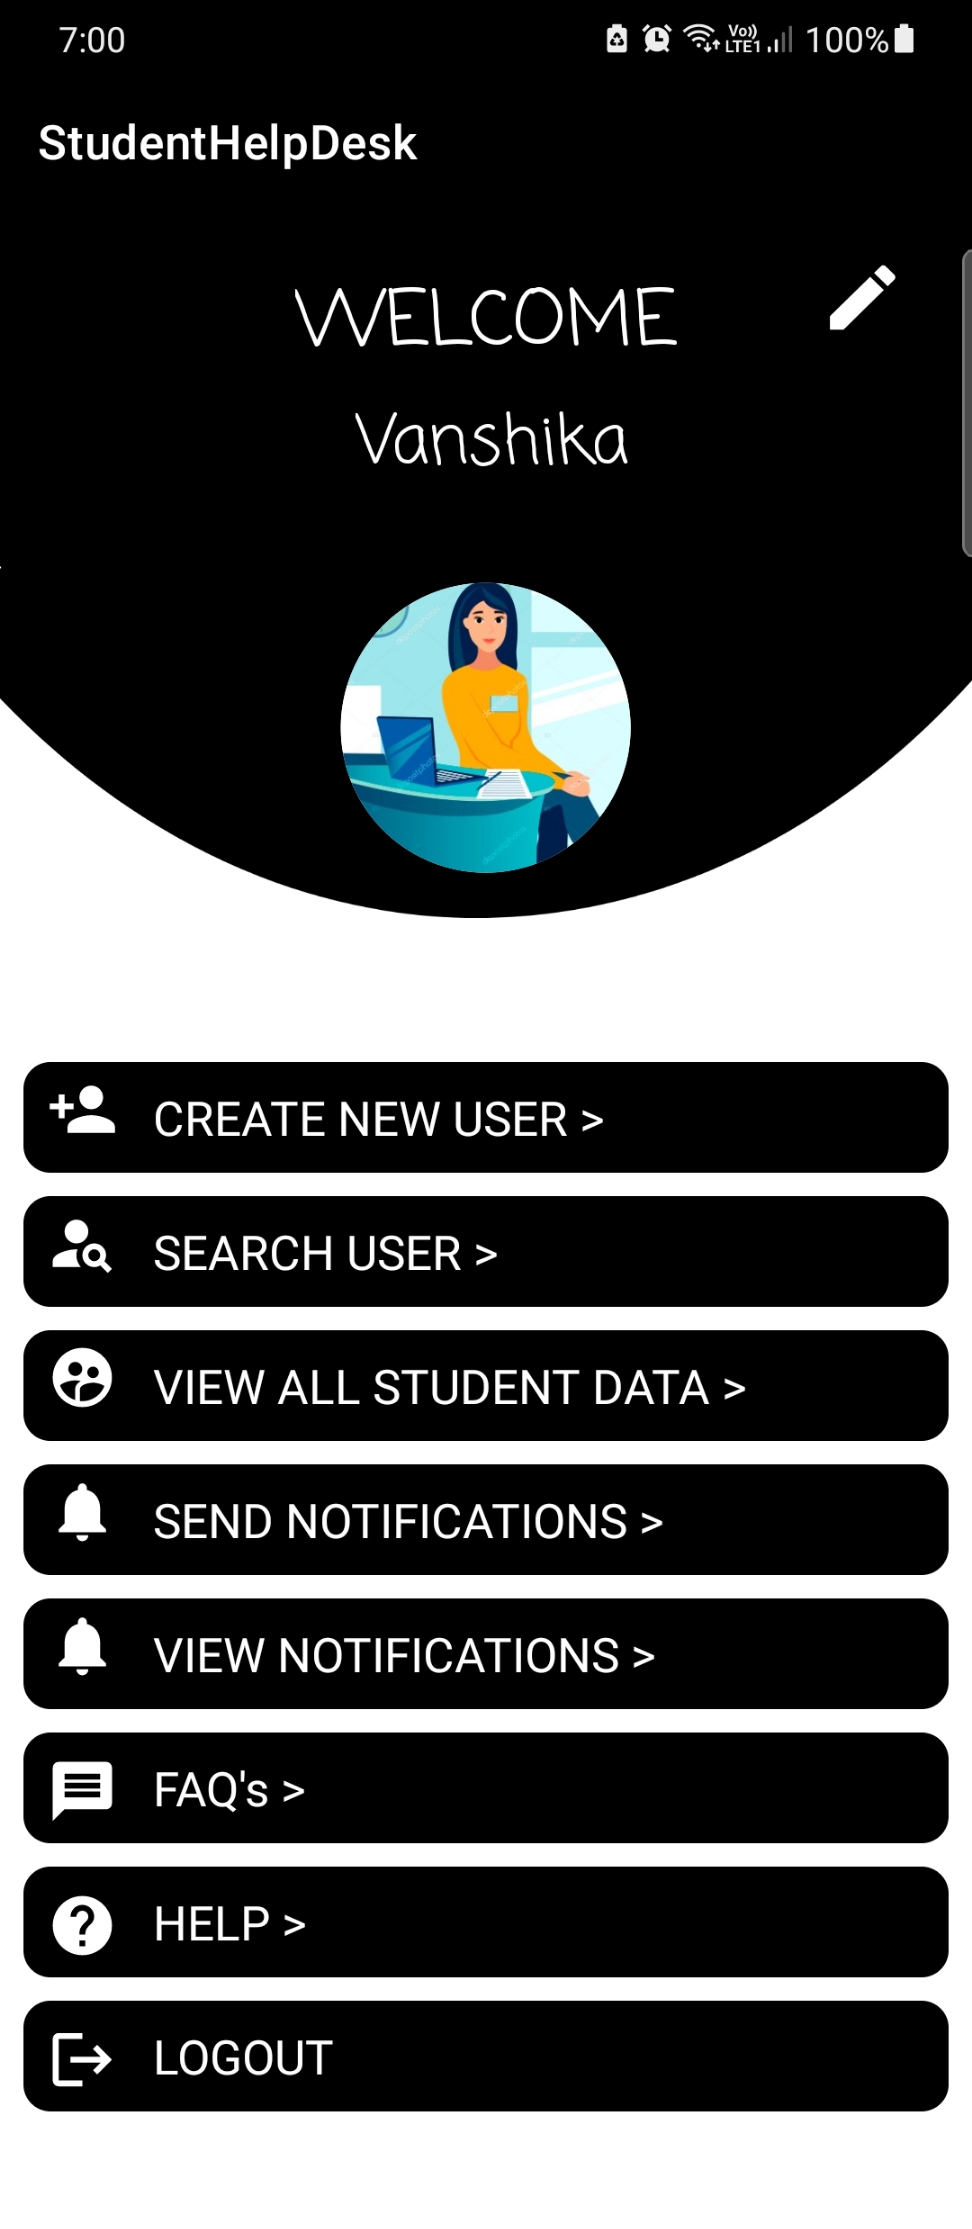 7:00 Vo)) LTE1 100%
StudentHelpDesk
WELCOME
Vanshika
CREATE NEW USER >
SEARCH USER >
VIEW ALL STUDENT DATA >
SEND NOTIFICATIONS >
VIEW NOTIFICATIONS >
FAQ's >
HELP >
LOGOUT